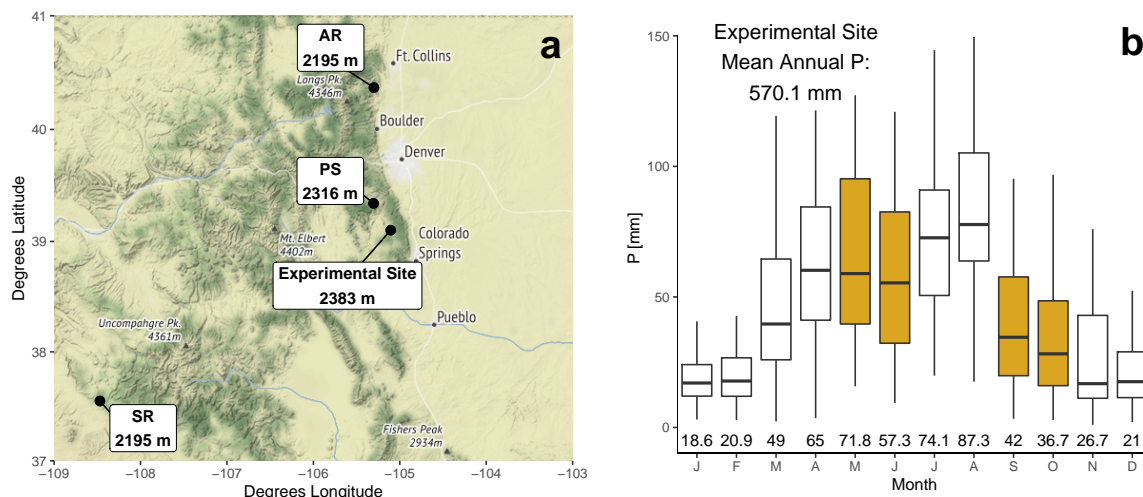 a
41
40
39
38
37
Degrees Latitude
AR
2195 m
Ft. Collins
Longs Pk.
4346m
Boulder
Denver
PS
2316 m
Mt. Elbert
4402m
Colorado
Springs
Experimental Site
2383 m
Pueblo
Uncompahgre Pk.
4361m
SR
2195 m
Fishers Peak
2934m
−109 −108 −107 −106 −105 −104 −103
Degrees Longitude
b
Experimental Site
Mean Annual P:
570.1 mm
150
100
50
0
P [mm]
18.6 20.9 49 65 71.8 57.3 74.1 87.3 42 36.7 26.7 21
J F M A M J J A S O N D
Month